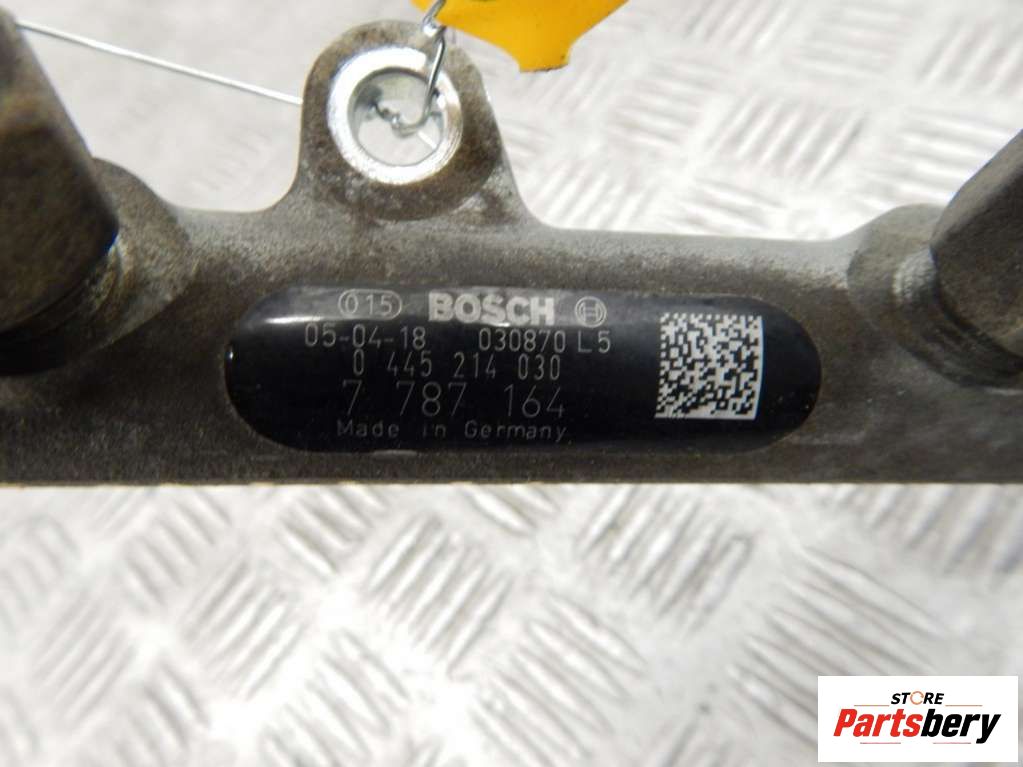 015 BOSCH
05-04-18 030870 L5
0 445 214 030
7 787 164
Made in Germany
STORE
Partsbery